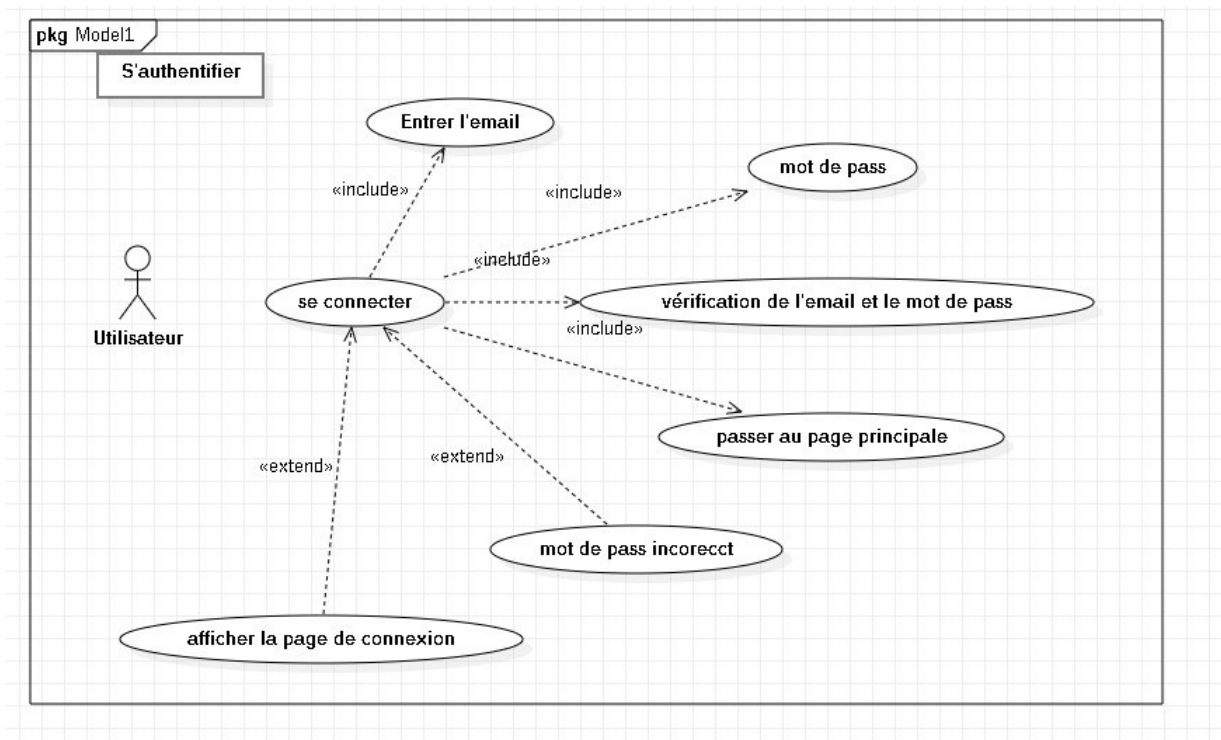 pkg Model1
S'authentifier
Entrer l'email
mot de pass
«include»
«include»
«include»
se connecter
vérification de l'email et le mot de pass
«include»
Utilisateur
passer au page principale
«extend»
«extend»
mot de pass incorecct
afficher la page de connexion